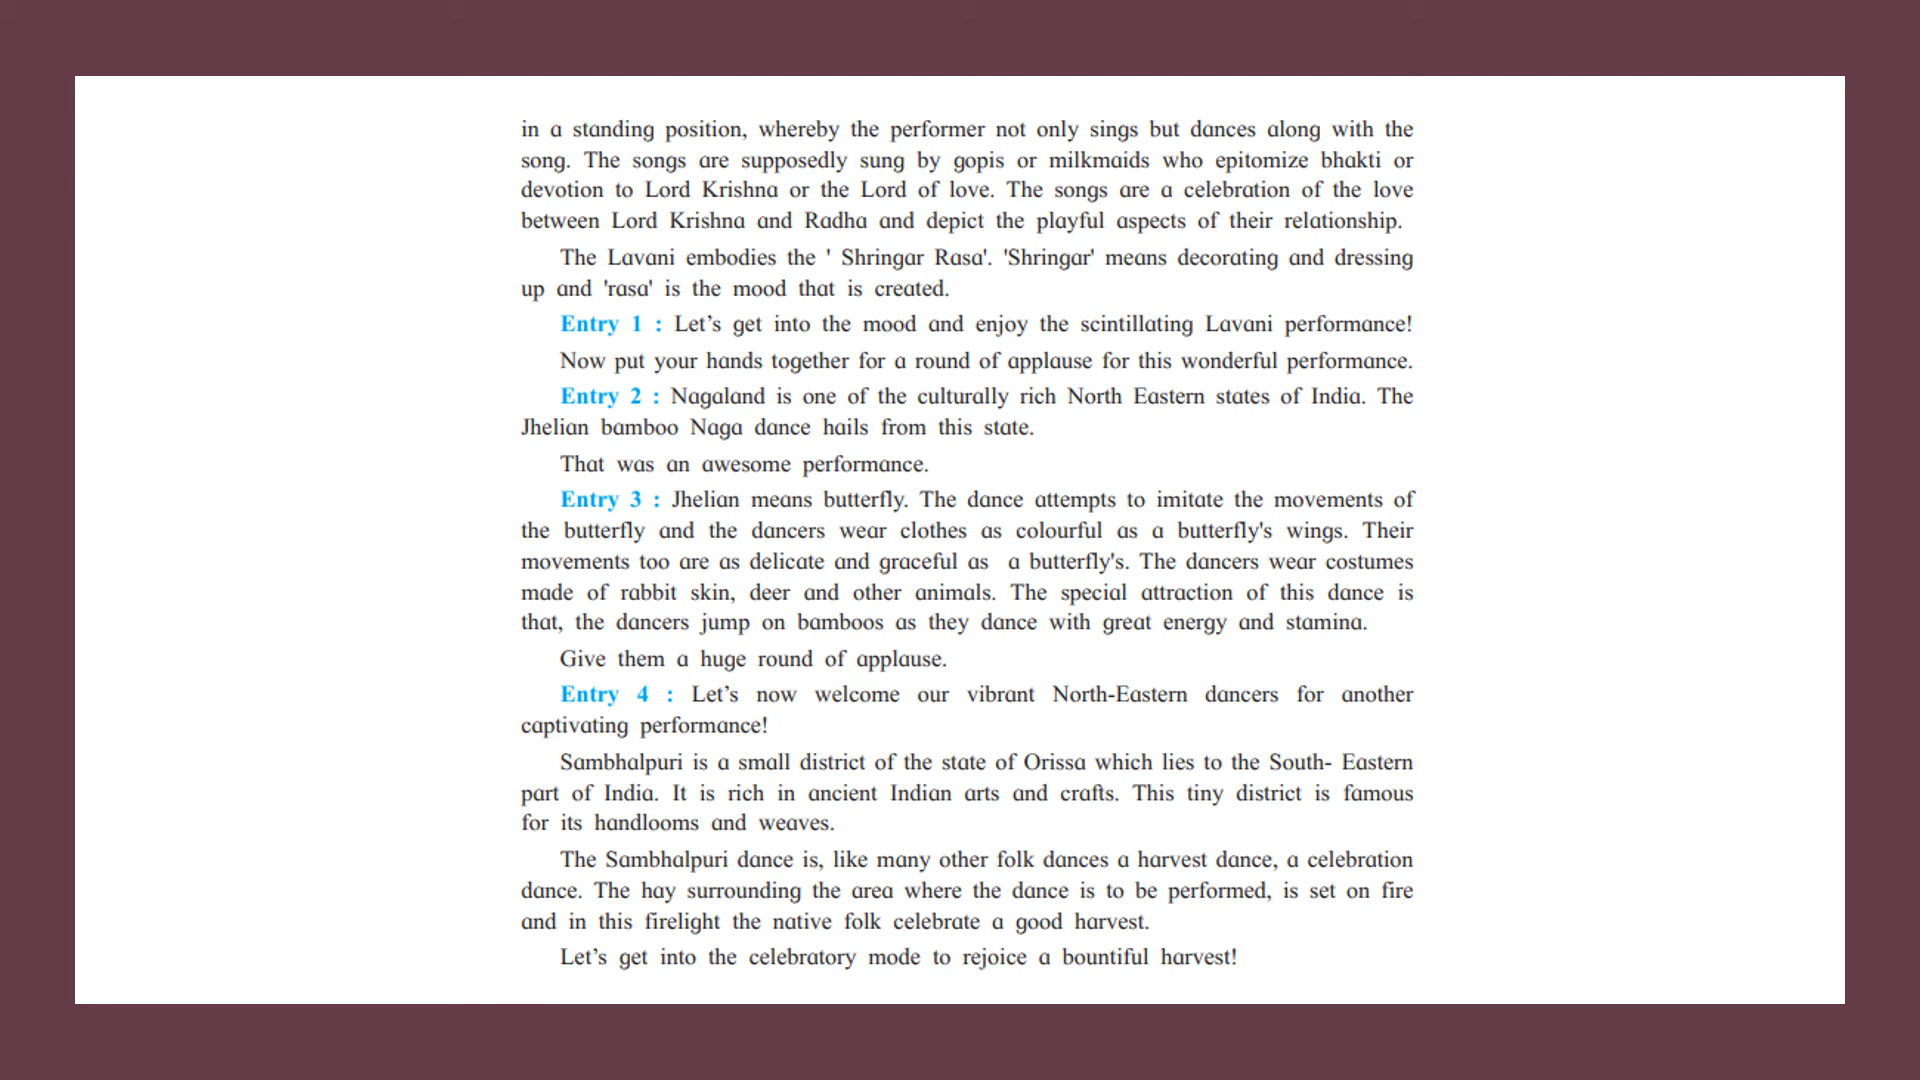 in a standing position, whereby the performer not only sings but dances along with the
song. The songs are supposedly sung by gopis or milkmaids who epitomize bhakti or
devotion to Lord Krishna or the Lord of love. The songs are a celebration of the love
between Lord Krishna and Radha and depict the playful aspects of their relationship.
The Lavani embodies the ' Shringar Rasa'. 'Shringar' means decorating and dressing
up and 'rasa' is the mood that is created.
Entry 1 : Let’s get into the mood and enjoy the scintillating Lavani performance!
Now put your hands together for a round of applause for this wonderful performance.
Entry 2 : Nagaland is one of the culturally rich North Eastern states of India. The
Jhelian bamboo Naga dance hails from this state.
That was an awesome performance.
Entry 3 : Jhelian means butterfly. The dance attempts to imitate the movements of
the butterfly and the dancers wear clothes as colourful as a butterfly's wings. Their
movements too are as delicate and graceful as a butterfly's. The dancers wear costumes
made of rabbit skin, deer and other animals. The special attraction of this dance is
that, the dancers jump on bamboos as they dance with great energy and stamina.
Give them a huge round of applause.
Entry 4 : Let’s now welcome our vibrant North-Eastern dancers for another
captivating performance!
Sambhalpuri is a small district of the state of Orissa which lies to the South- Eastern
part of India. It is rich in ancient Indian arts and crafts. This tiny district is famous
for its handlooms and weaves.
The Sambhalpuri dance is, like many other folk dances a harvest dance, a celebration
dance. The hay surrounding the area where the dance is to be performed, is set on fire
and in this firelight the native folk celebrate a good harvest.
Let’s get into the celebratory mode to rejoice a bountiful harvest!